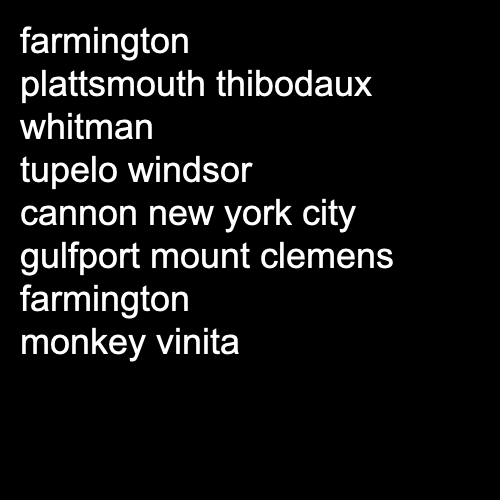 farmington
plattsmouth thibodaux
whitman
tupelo windsor
cannon new york city
gulfport mount clemens
farmington
monkey vinita